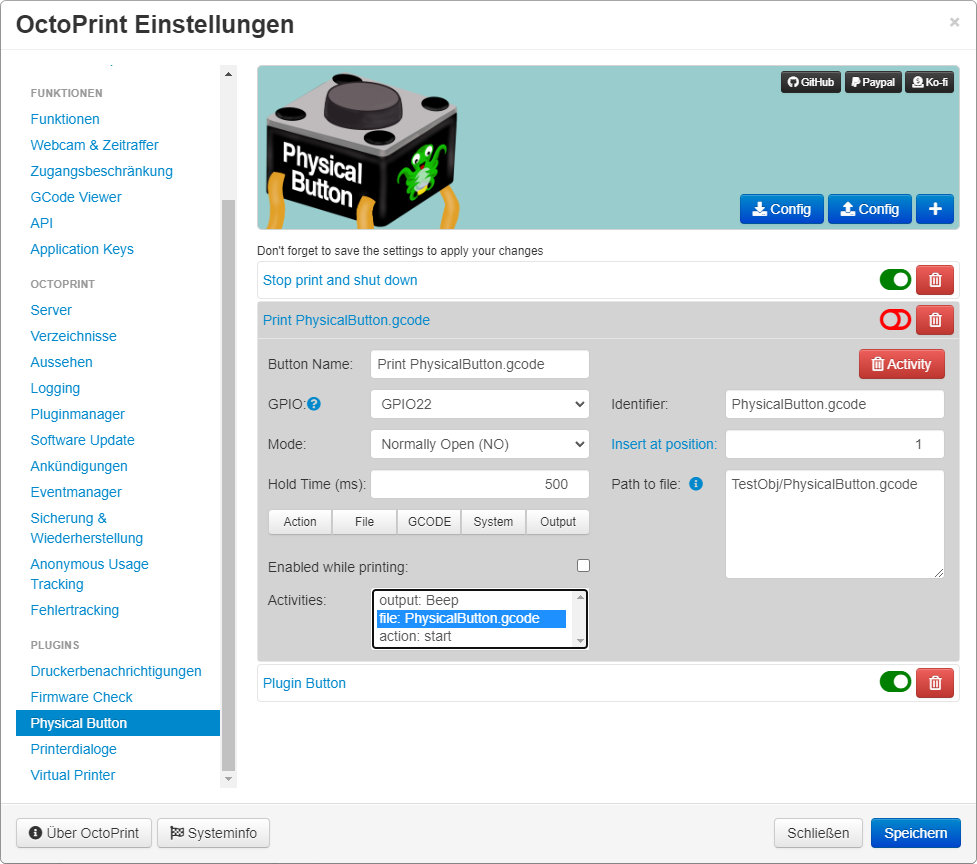 OctoPrint Einstellungen
×
FUNKTIONEN
Funktionen
Webcam & Zeitraffer
Zugangsbeschränkung
GCode Viewer
API
Application Keys
OCTOPRINT
Server
Verzeichnisse
Aussehen
Logging
Pluginmanager
Software Update
Ankündigungen
Eventmanager
Sicherung &
Wiederherstellung
Anonymous Usage
Tracking
Fehlertracking
PLUGINS
Druckerbenachrichtigungen
Firmware Check
Physical Button
Printerdialoge
Virtual Printer
GitHub Paypal Ko-fi
Physical
Button
Config Config +
Don't forget to save the settings to apply your changes
Stop print and shut down
Print PhysicalButton.gcode
Button Name: Print PhysicalButton.gcode Activity
GPIO: GPIO22 Identifier: PhysicalButton.gcode
Mode: Normally Open (NO) Insert at position: 1
Hold Time (ms): 500 Path to file: TestObj/PhysicalButton.gcode
Action File GCODE System Output
Enabled while printing:
Activities: output: Beep
file: PhysicalButton.gcode
action: start
Plugin Button
Über OctoPrint Systeminfo Schließen Speichern